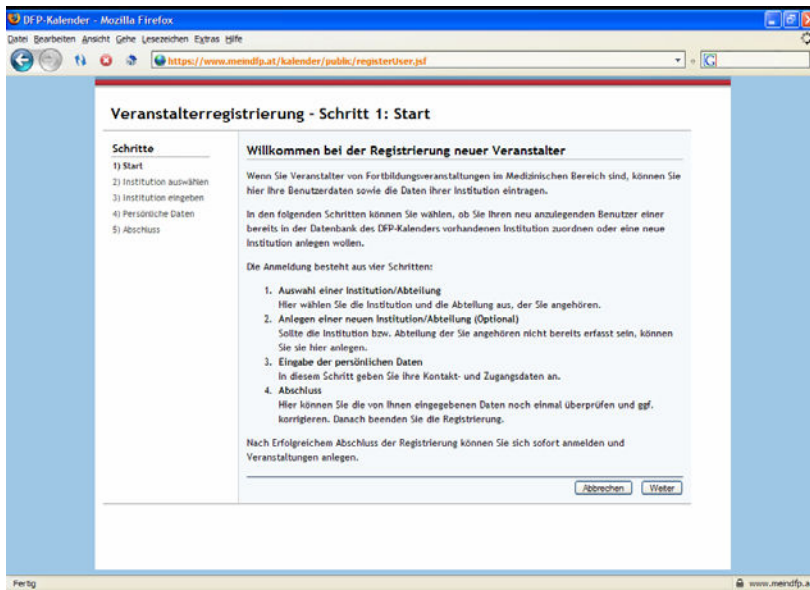 DFP-Kalender - Mozilla Firefox
Datei Bearbeiten Ansicht Gehe Lesezeichen Extras Hilfe
https://www.meindfp.at/kalender/public/registerUser.jsf
G
Veranstalterregistrierung - Schritt 1: Start
Schritte
1) Start
2) Institution auswählen
3) Institution eingeben
4) Persönliche Daten
5) Abschluss
Willkommen bei der Registrierung neuer Veranstalter
Wenn Sie Veranstalter von Fortbildungsveranstaltungen im Medizinischen Bereich sind, können Sie
hier Ihre Benutzerdaten sowie die Daten ihrer Institution eintragen.
In den folgenden Schritten können Sie wählen, ob Sie Ihren neu anzulegenden Benutzer einer
bereits in der Datenbank des DFP-Kalenders vorhandenen Institution zuordnen oder eine neue
Institution anlegen wollen.
Die Anmeldung besteht aus vier Schritten:
1. Auswahl einer Institution/Abteilung
Hier wählen Sie die Institution und die Abteilung aus, der Sie angehören.
2. Anlegen einer neuen Institution/Abteilung (Optional)
Sollte die Institution bzw. Abteilung der Sie angehören nicht bereits erfasst sein, können
Sie sie hier anlegen.
3. Eingabe der persönlichen Daten
In diesem Schritt geben Sie ihre Kontakt- und Zugangsdaten an.
4. Abschluss
Hier können Sie die von Ihnen eingegebenen Daten noch einmal überprüfen und ggf.
korrigieren. Danach beenden Sie die Registrierung.
Nach Erfolgreichem Abschluss der Registrierung können Sie sich sofort anmelden und
Veranstaltungen anlegen.
Abbrechen Weiter
Fertig www.meindfp.a